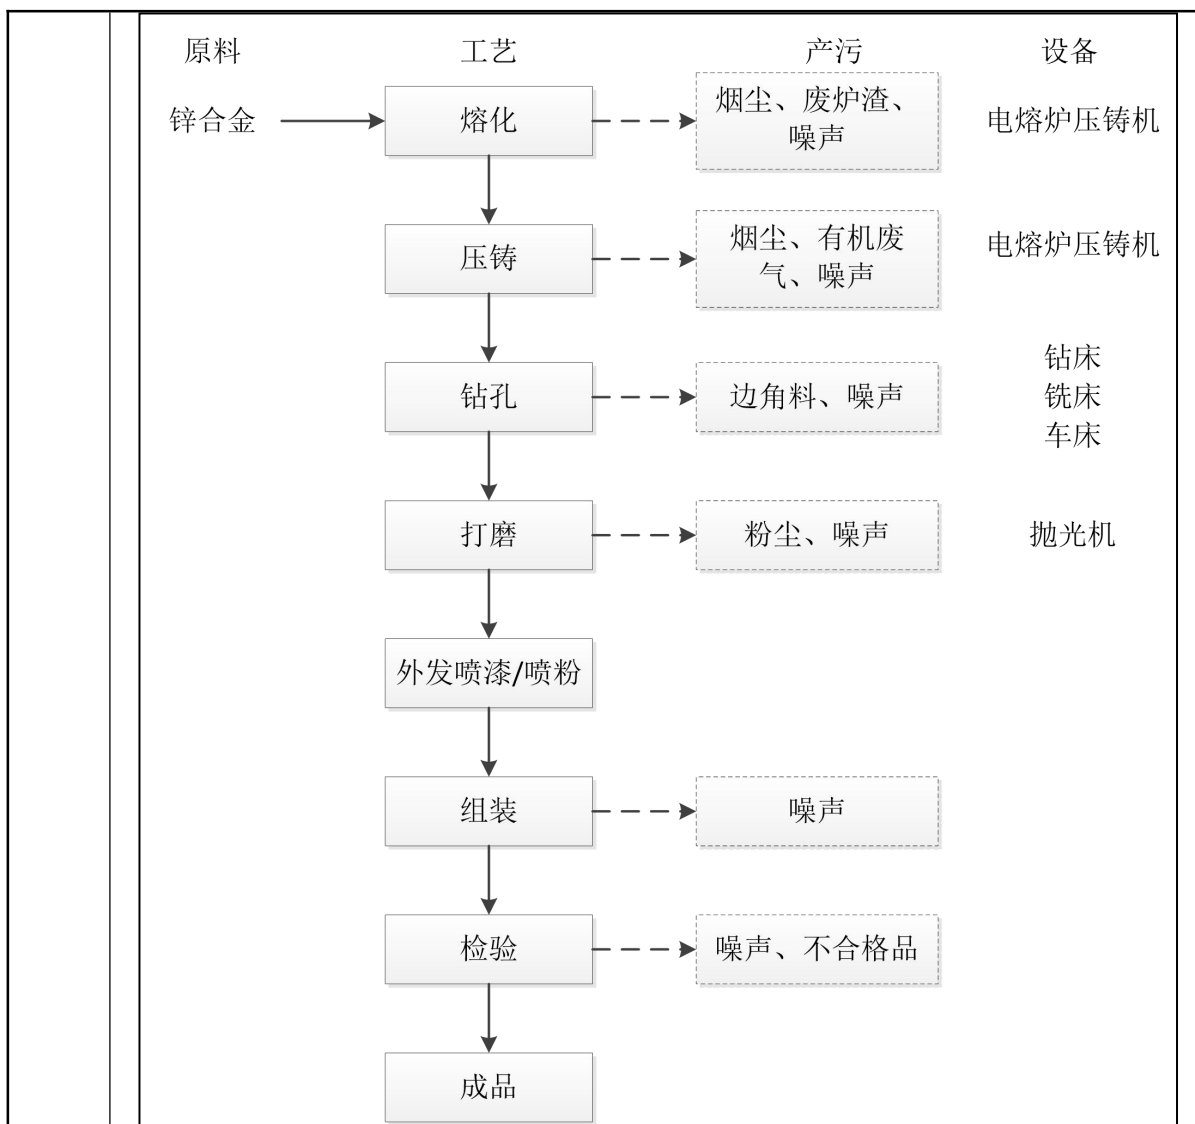 原料 工艺 产污 设备
锌合金 熔化 烟尘、废炉渣、 电熔炉压铸机
噪声
压铸 烟尘、有机废 电熔炉压铸机
气、噪声
钻床
钻孔 边角料、噪声 铣床
车床
打磨 粉尘、噪声 抛光机
外发喷漆/喷粉
组装 噪声
检验 噪声、不合格品
成品